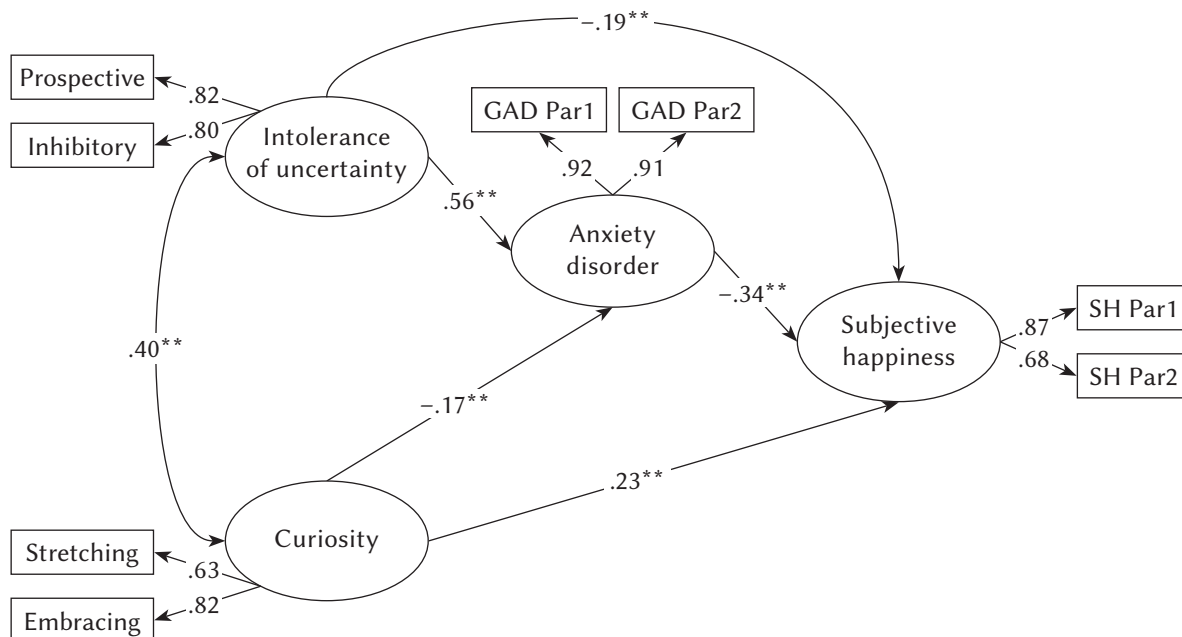 −.19**
Prospective
.82
GAD Par1
GAD Par2
Inhibitory
.80
Intolerance
of uncertainty
.92
.91
.56**
Anxiety
disorder
−.34**
SH Par1
.87
Subjective
happiness
.68
SH Par2
.40**
−.17**
.23**
Curiosity
Stretching
.63
.82
Embracing